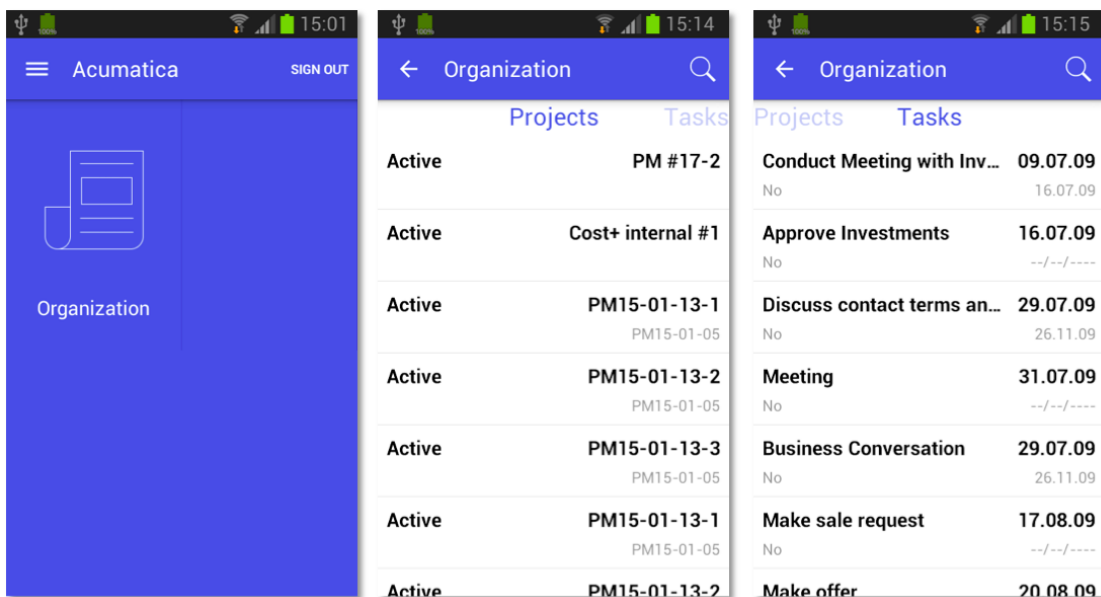 100% 15:01
Acumatica SIGN OUT
Organization
100% 15:14
Organization
Projects Tasks
Active PM #17-2
Active Cost+ internal #1
Active PM15-01-13-1
PM15-01-05
Active PM15-01-13-2
PM15-01-05
Active PM15-01-13-3
PM15-01-05
Active PM15-01-13-1
PM15-01-05
Active PM15-01-13-2
100% 15:15
Organization
Projects Tasks
Conduct Meeting with Inv... 09.07.09
No 16.07.09
Approve Investments 16.07.09
No --/--/----
Discuss contact terms an... 29.07.09
No 26.11.09
Meeting 31.07.09
No --/--/----
Business Conversation 29.07.09
No 26.11.09
Make sale request 17.08.09
No --/--/----
Make offer 20.08.09